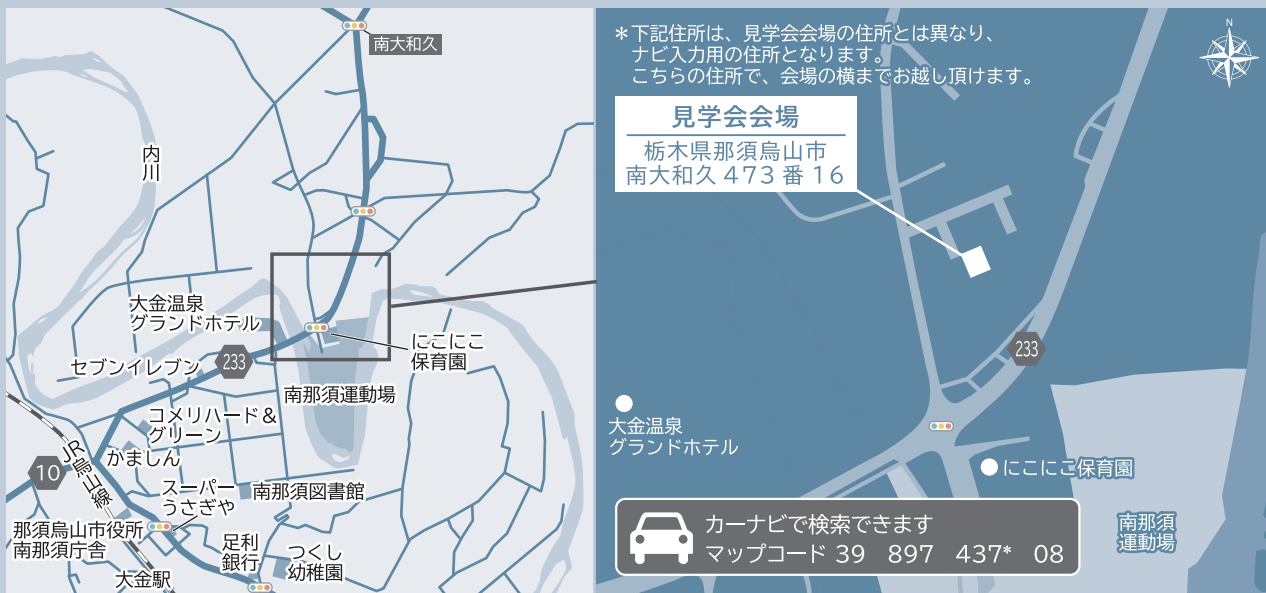 南大和久
内川
大金温泉
グランドホテル
にこにこ
保育園
セブンイレブン
233
南那須運動場
コメリハード&
グリーン
かましん
JR烏山線
10
スーパー
うさぎや
南那須図書館
那須烏山市役所
南那須庁舎
足利
銀行
つくし
幼稚園
大金駅
*下記住所は、見学会会場の住所とは異なり、
ナビ入力用の住所となります。
こちらの住所で、会場の横までお越し頂けます。
N
見学会会場
栃木県那須烏山市
南大和久 473 番 16
233
大金温泉
グランドホテル
にこにこ保育園
南那須
運動場
カーナビで検索できます
マップコード 39 897 437* 08